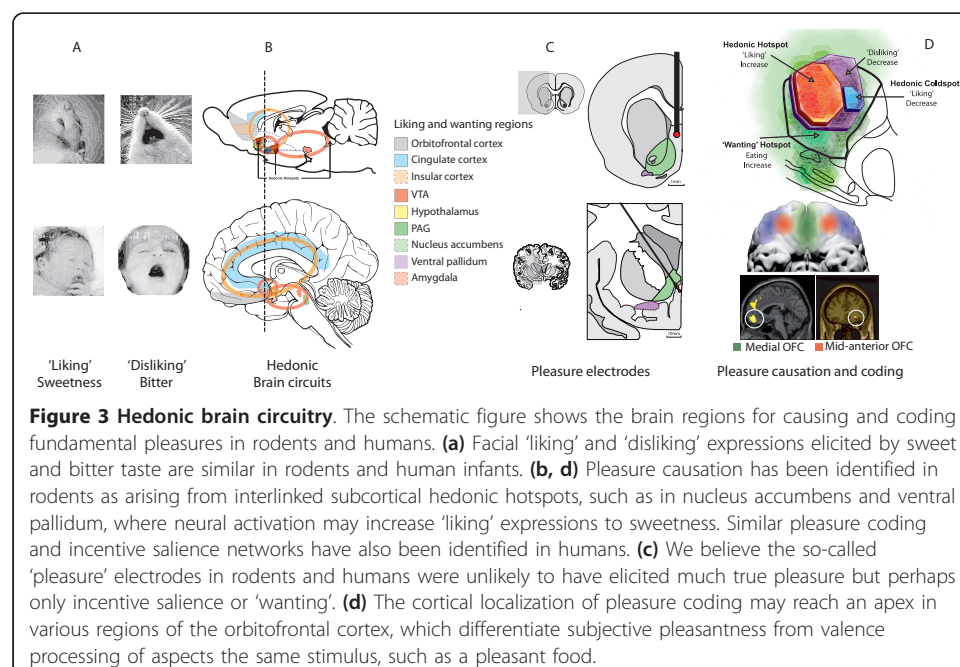 A
B
C
D
Hedonic Hotspots
Liking and wanting regions
Orbitofrontal cortex
Cingulate cortex
Insular cortex
VTA
Hypothalamus
PAG
Nucleus accumbens
Ventral pallidum
Amygdala
1mm
10mm
Hedonic Hotspot
'Liking'
Increase
'Disliking'
Decrease
Hedonic Coldspot
'Liking'
Decrease
'Wanting' Hotspot
Eating
Increase
Medial OFC
Mid-anterior OFC
'Liking'
Sweetness
'Disliking'
Bitter
Hedonic
Brain circuits
Pleasure electrodes
Pleasure causation and coding
Figure 3 Hedonic brain circuitry. The schematic figure shows the brain regions for causing and coding
fundamental pleasures in rodents and humans. (a) Facial 'liking' and 'disliking' expressions elicited by sweet
and bitter taste are similar in rodents and human infants. (b, d) Pleasure causation has been identified in
rodents as arising from interlinked subcortical hedonic hotspots, such as in nucleus accumbens and ventral
pallidum, where neural activation may increase 'liking' expressions to sweetness. Similar pleasure coding
and incentive salience networks have also been identified in humans. (c) We believe the so-called
'pleasure' electrodes in rodents and humans were unlikely to have elicited much true pleasure but perhaps
only incentive salience or 'wanting'. (d) The cortical localization of pleasure coding may reach an apex in
various regions of the orbitofrontal cortex, which differentiate subjective pleasantness from valence
processing of aspects the same stimulus, such as a pleasant food.